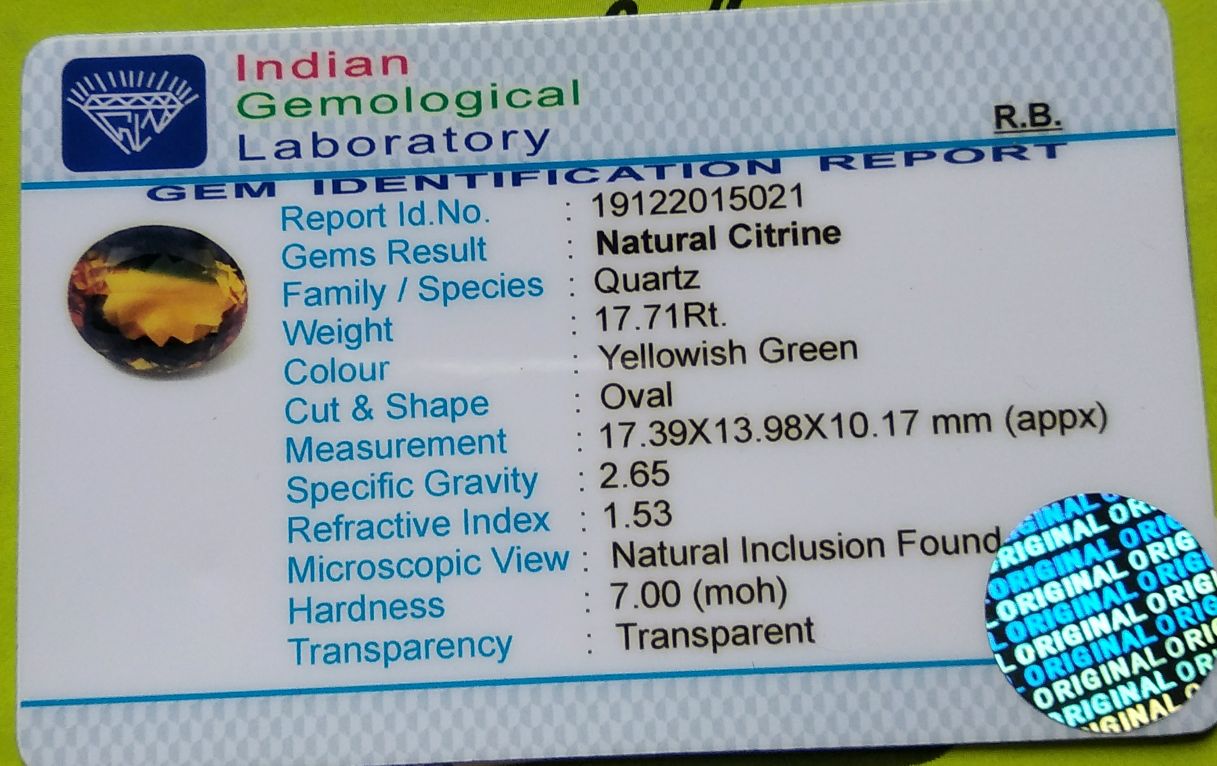 Indian
Gemological
Laboratory
R.B.
GEM IDENTIFICATION REPORT
Report Id.No. : 19122015021
Gems Result : Natural Citrine
Family / Species : Quartz
Weight : 17.71Rt.
Colour : Yellowish Green
Cut & Shape : Oval
Measurement : 17.39X13.98X10.17 mm (appx)
Specific Gravity : 2.65
Refractive Index : 1.53
Microscopic View : Natural Inclusion Found
Hardness : 7.00 (moh)
Transparency : Transparent
ORIGINAL
ORIGINAL
ORIGINAL
ORIGINAL
ORIGINAL
ORIGINAL